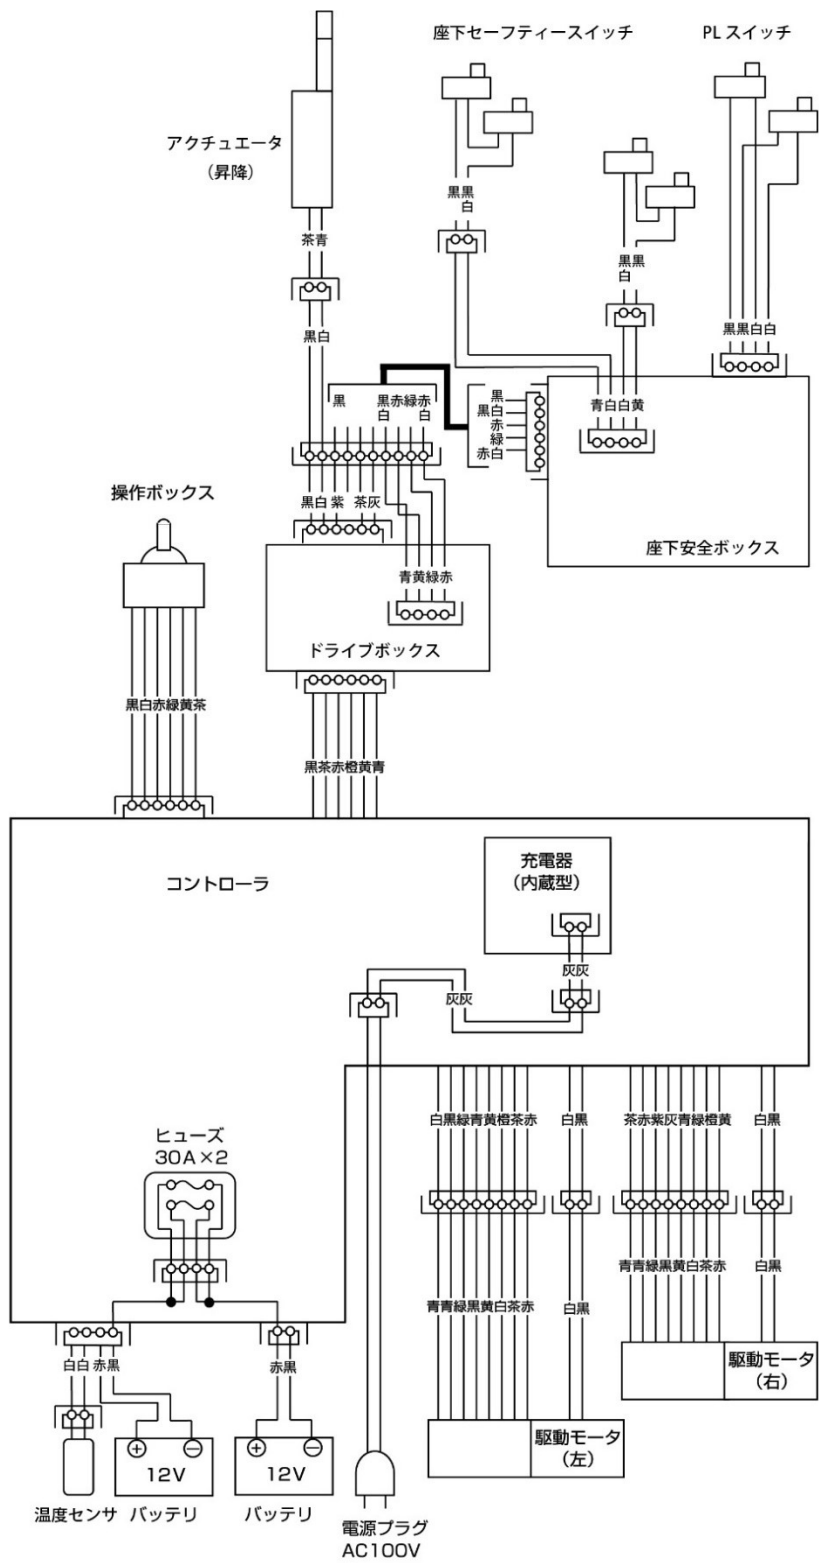 座下セーフティースイッチ
PLスイッチ
アクチュエータ
（昇降）
黒黒
白
黒黒
白
茶青
黒黒白白
黒白
黒
黒赤緑赤
白 白
黒
黒白
赤
緑
赤白
青白白黄
黒白紫 茶灰
操作ボックス
座下安全ボックス
青黄緑赤
ドライブボックス
黒白赤緑黄茶
黒茶赤橙黄青
コントローラ
充電器
（内蔵型）
灰灰
灰灰
白黒緑青黄橙茶赤
白黒
茶赤紫灰青緑橙黄
白黒
ヒューズ
30A×2
青青緑黒黄白茶赤
白黒
青青緑黒黄白茶赤
白黒
白白 赤黒
赤黒
駆動モータ
（右）
駆動モータ
（左）
＋ −
12V
＋ −
12V
温度センサ
バッテリ
バッテリ
電源プラグ
AC100V